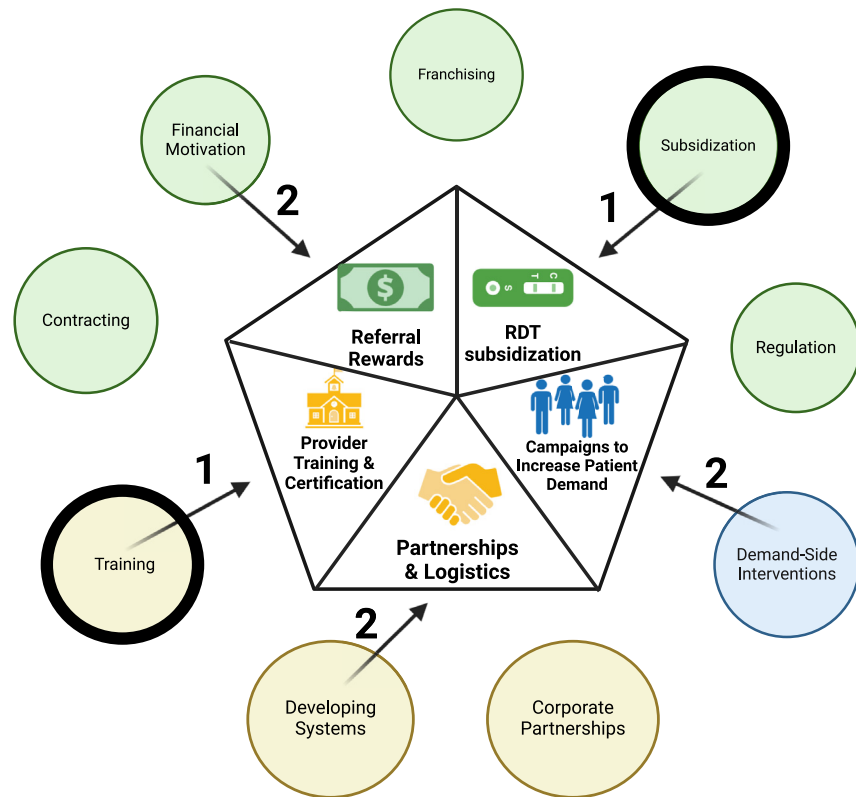 Franchising
Financial
Motivation
Subsidization
2
1
$
C
T
S
Contracting
Referral
Rewards
RDT
subsidization
Regulation
Provider
Training &
Certification
Campaigns to
Increase Patient
Demand
1
2
Partnerships
& Logistics
Training
Demand-Side
Interventions
2
Developing
Systems
Corporate
Partnerships